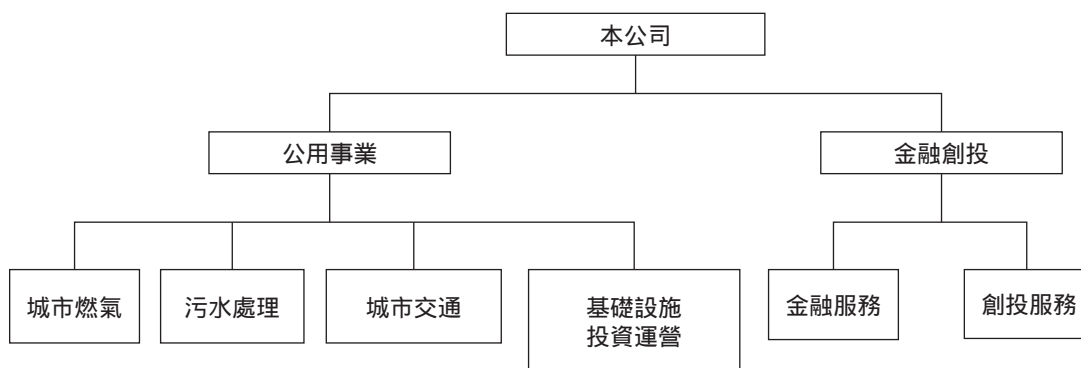 本公司
公用事業
金融創投
城市燃氣
污水處理
城市交通
基礎設施
投資運營
金融服務
創投服務